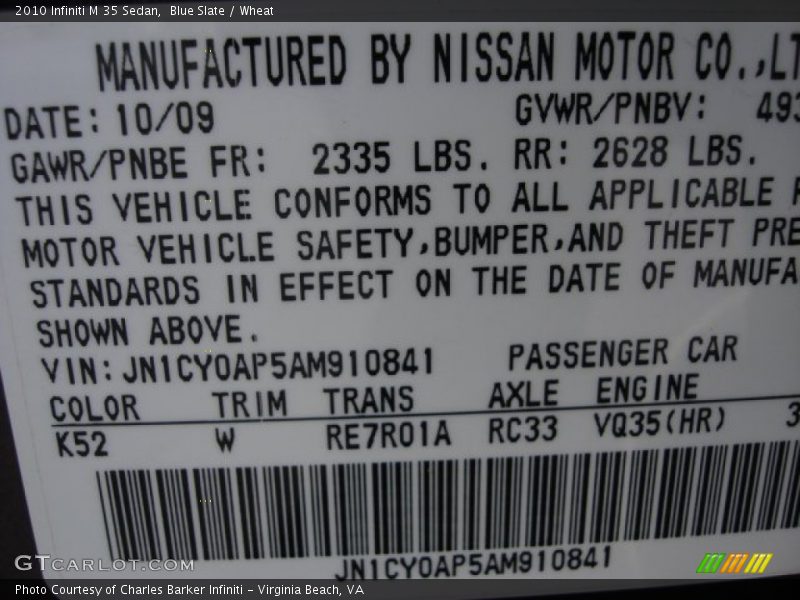 2010 Infiniti M 35 Sedan,  Blue Slate / Wheat
MANUFACTURED BY NISSAN MOTOR CO.,LT
DATE: 10/09 GVWR/PNBV: 493
GAWR/PNBE FR: 2335 LBS. RR: 2628 LBS.
THIS VEHICLE CONFORMS TO ALL APPLICABLE F
MOTOR VEHICLE SAFETY,BUMPER,AND THEFT PRE
STANDARDS IN EFFECT ON THE DATE OF MANUFA
SHOWN ABOVE.
VIN: JN1CY0AP5AM910841 PASSENGER CAR
COLOR TRIM TRANS AXLE ENGINE
K52 W RE7R01A RC33 VQ35(HR) 3
JN1CY0AP5AM910841
GTCARLOT.COM
Photo Courtesy of Charles Barker Infiniti - Virginia Beach, VA